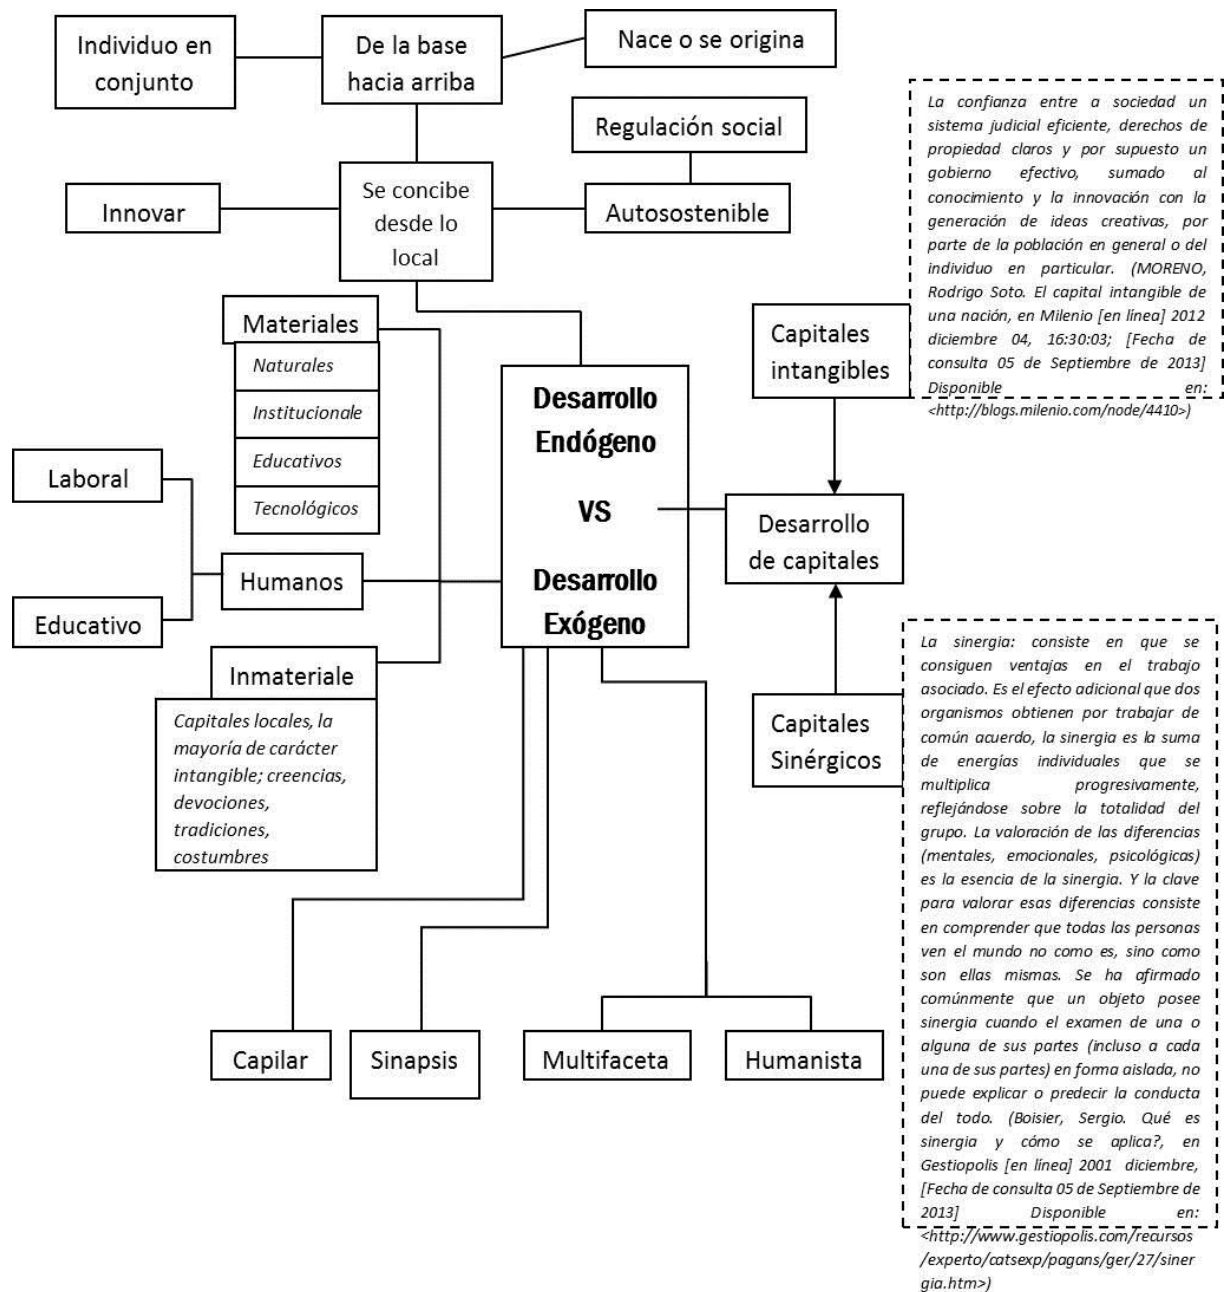 Individuo en
conjunto
De la base
hacia arriba
Nace o se origina
Regulación social
Innovar
Se concibe
desde lo
local
Autosostenible
La confianza entre a sociedad un
sistema judicial eficiente, derechos de
propiedad claros y por supuesto un
gobierno efectivo, sumado al
conocimiento y la innovación con la
generación de ideas creativas, por
parte de la población en general o del
individuo en particular. (MORENO,
Rodrigo Soto. El capital intangible de
una nación, en Milenio [en línea] 2012
diciembre 04, 16:30:03; [Fecha de
consulta 05 de Septiembre de 2013]
Disponible en:
<http://blogs.milenio.com/node/4410>)
Materiales
Naturales
Institucionale
Educativos
Tecnológicos
Capitales
intangibles
Desarrollo
Endógeno
VS
Desarrollo
Exógeno
Desarrollo
de capitales
Laboral
Humanos
Educativo
Inmateriale
Capitales locales, la
mayoría de carácter
intangible; creencias,
devociones,
tradiciones,
costumbres
Capitales
Sinérgicos
La sinergia: consiste en que se
consiguen ventajas en el trabajo
asociado. Es el efecto adicional que dos
organismos obtienen por trabajar de
común acuerdo, la sinergia es la suma
de energías individuales que se
multiplica progresivamente,
reflejándose sobre la totalidad del
grupo. La valoración de las diferencias
(mentales, emocionales, psicológicas)
es la esencia de la sinergia. Y la clave
para valorar esas diferencias consiste
en comprender que todas las personas
ven el mundo no como es, sino como
son ellas mismas. Se ha afirmado
comúnmente que un objeto posee
sinergia cuando el examen de una o
alguna de sus partes (incluso a cada
una de sus partes) en forma aislada, no
puede explicar o predecir la conducta
del todo. (Boisier, Sergio. Qué es
sinergia y cómo se aplica?, en
Gestiopolis [en línea] 2001 diciembre,
[Fecha de consulta 05 de Septiembre de
2013] Disponible en:
<http://www.gestiopolis.com/recursos
/experto/catsexp/pagans/ger/27/siner
gia.htm>)
Capilar
Sinapsis
Multifaceta
Humanista